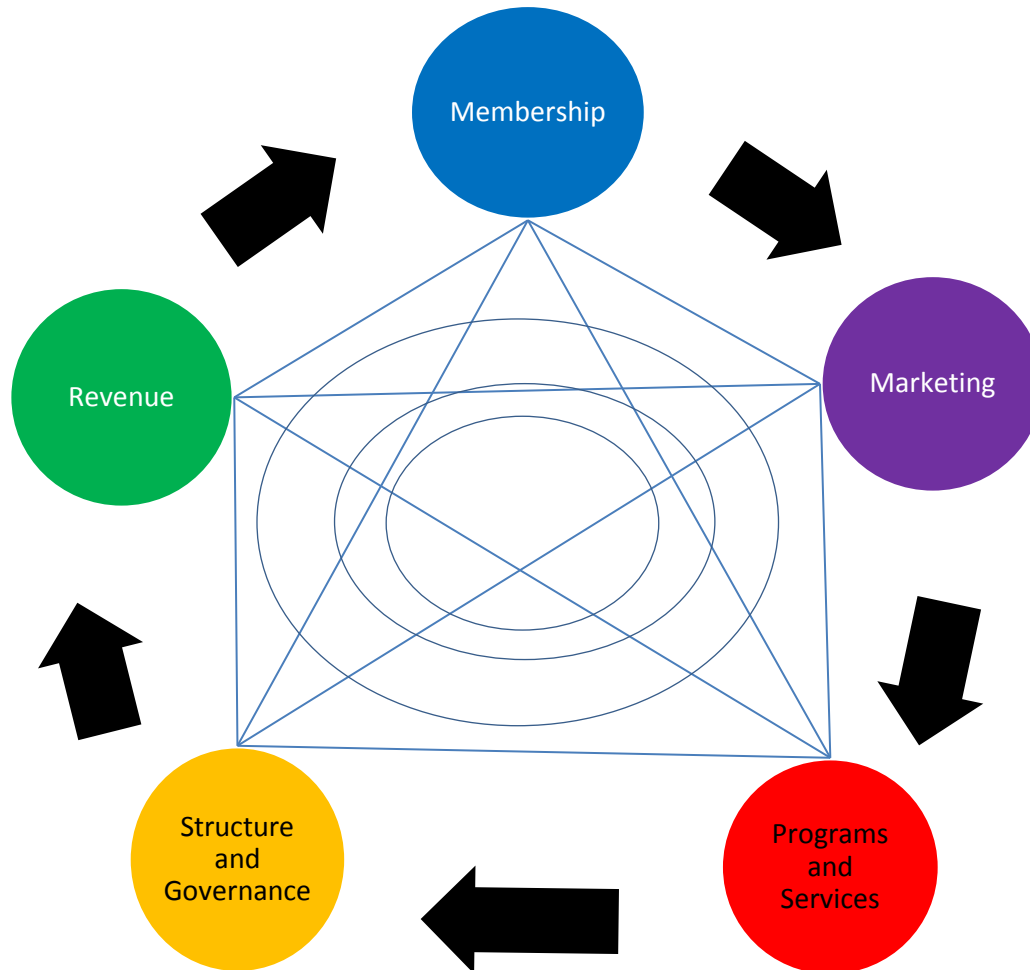 Membership
Revenue
Marketing
Structure
and
Governance
Programs
and
Services